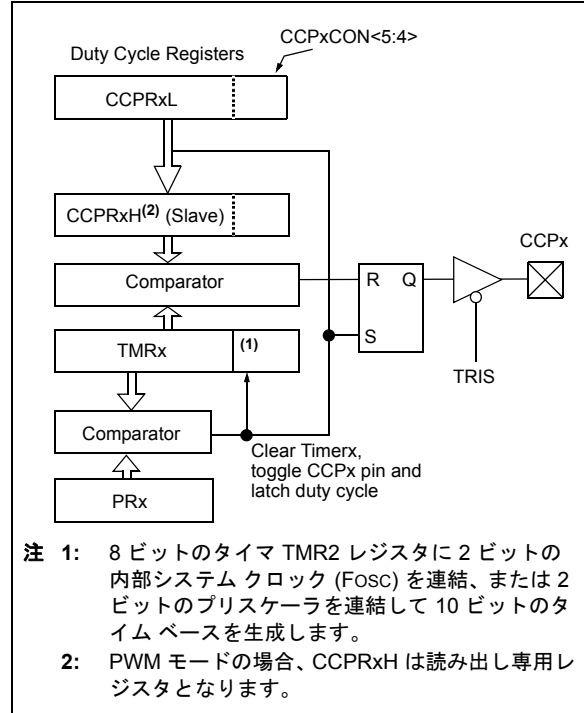 CCPxCON<5:4>
Duty Cycle Registers
CCPRxL
CCPRxH(2) (Slave)
CCPx
Comparator
R Q
TMRx
(1)
S
TRIS
Comparator
Clear Timerx,
toggle CCPx pin and
latch duty cycle
PRx
注 1: 8 ビットのタイマ TMR2 レジスタに 2 ビットの
内部システム クロック (FOSC) を連結、または 2
ビットのプリスケーラを連結して 10 ビットのタ
イム ベースを生成します。
2: PWM モードの場合、CCPRxH は読み出し専用レ
ジスタとなります。